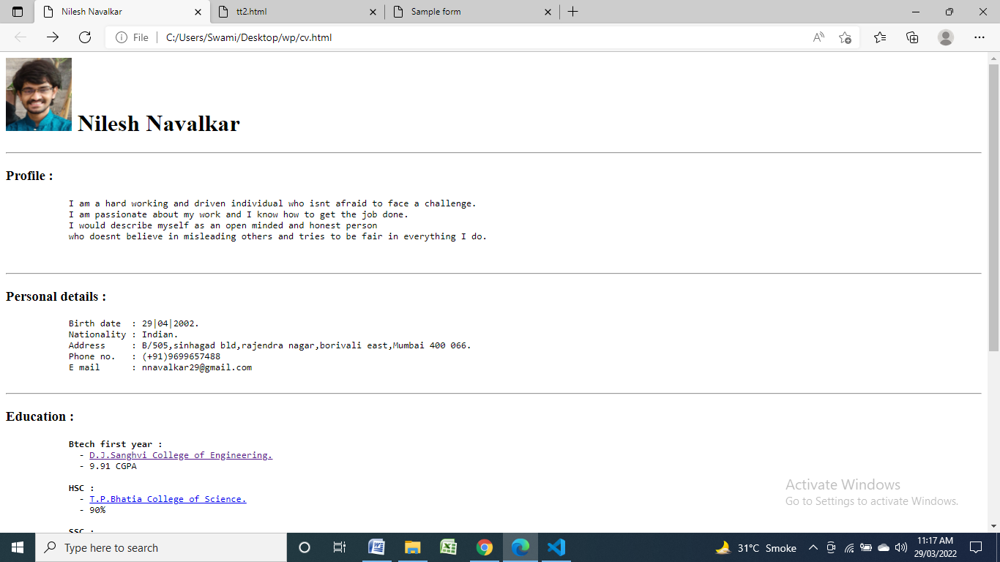 Nilesh Navalkar
tt2.html
Sample form
File
C:/Users/Swami/Desktop/wp/cv.html
Nilesh Navalkar
Profile :
I am a hard working and driven individual who isnt afraid to face a challenge.
I am passionate about my work and I know how to get the job done.
I would describe myself as an open minded and honest person
who doesnt believe in misleading others and tries to be fair in everything I do.
Personal details :
Birth date : 29|04|2002.
Nationality : Indian.
Address : B/505,sinhagad bld,rajendra nagar,borivali east,Mumbai 400 066.
Phone no. : (+91)9699657488
E mail : nnavalkar29@gmail.com
Education :
Btech first year :
- D.J.Sanghvi College of Engineering.
- 9.91 CGPA
HSC :
- T.P.Bhatia College of Science.
- 90%
SSC :
Activate Windows
Go to Settings to activate Windows.
Type here to search
31°C Smoke
11:17 AM
29/03/2022